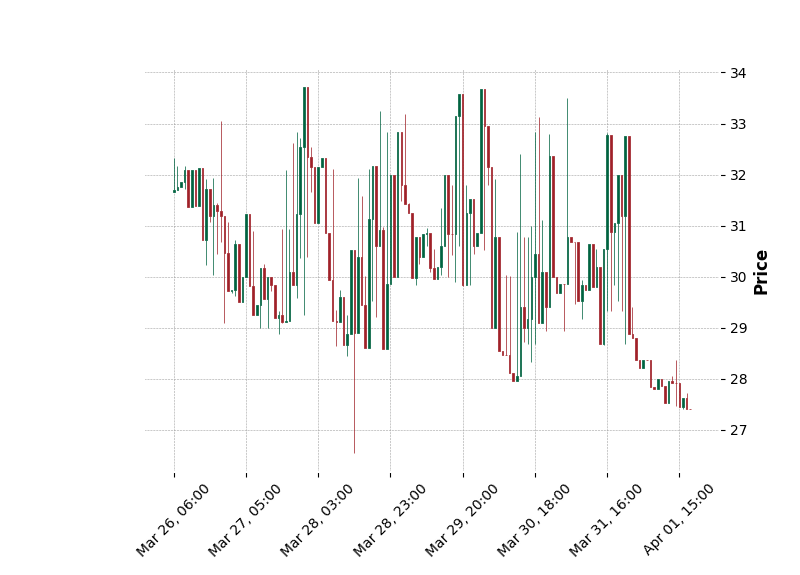 34
33
32
31
30
29
28
27
Price
Mar 26, 06:00
Mar 27, 05:00
Mar 28, 03:00
Mar 28, 23:00
Mar 29, 20:00
Mar 30, 18:00
Mar 31, 16:00
Apr 01, 15:00